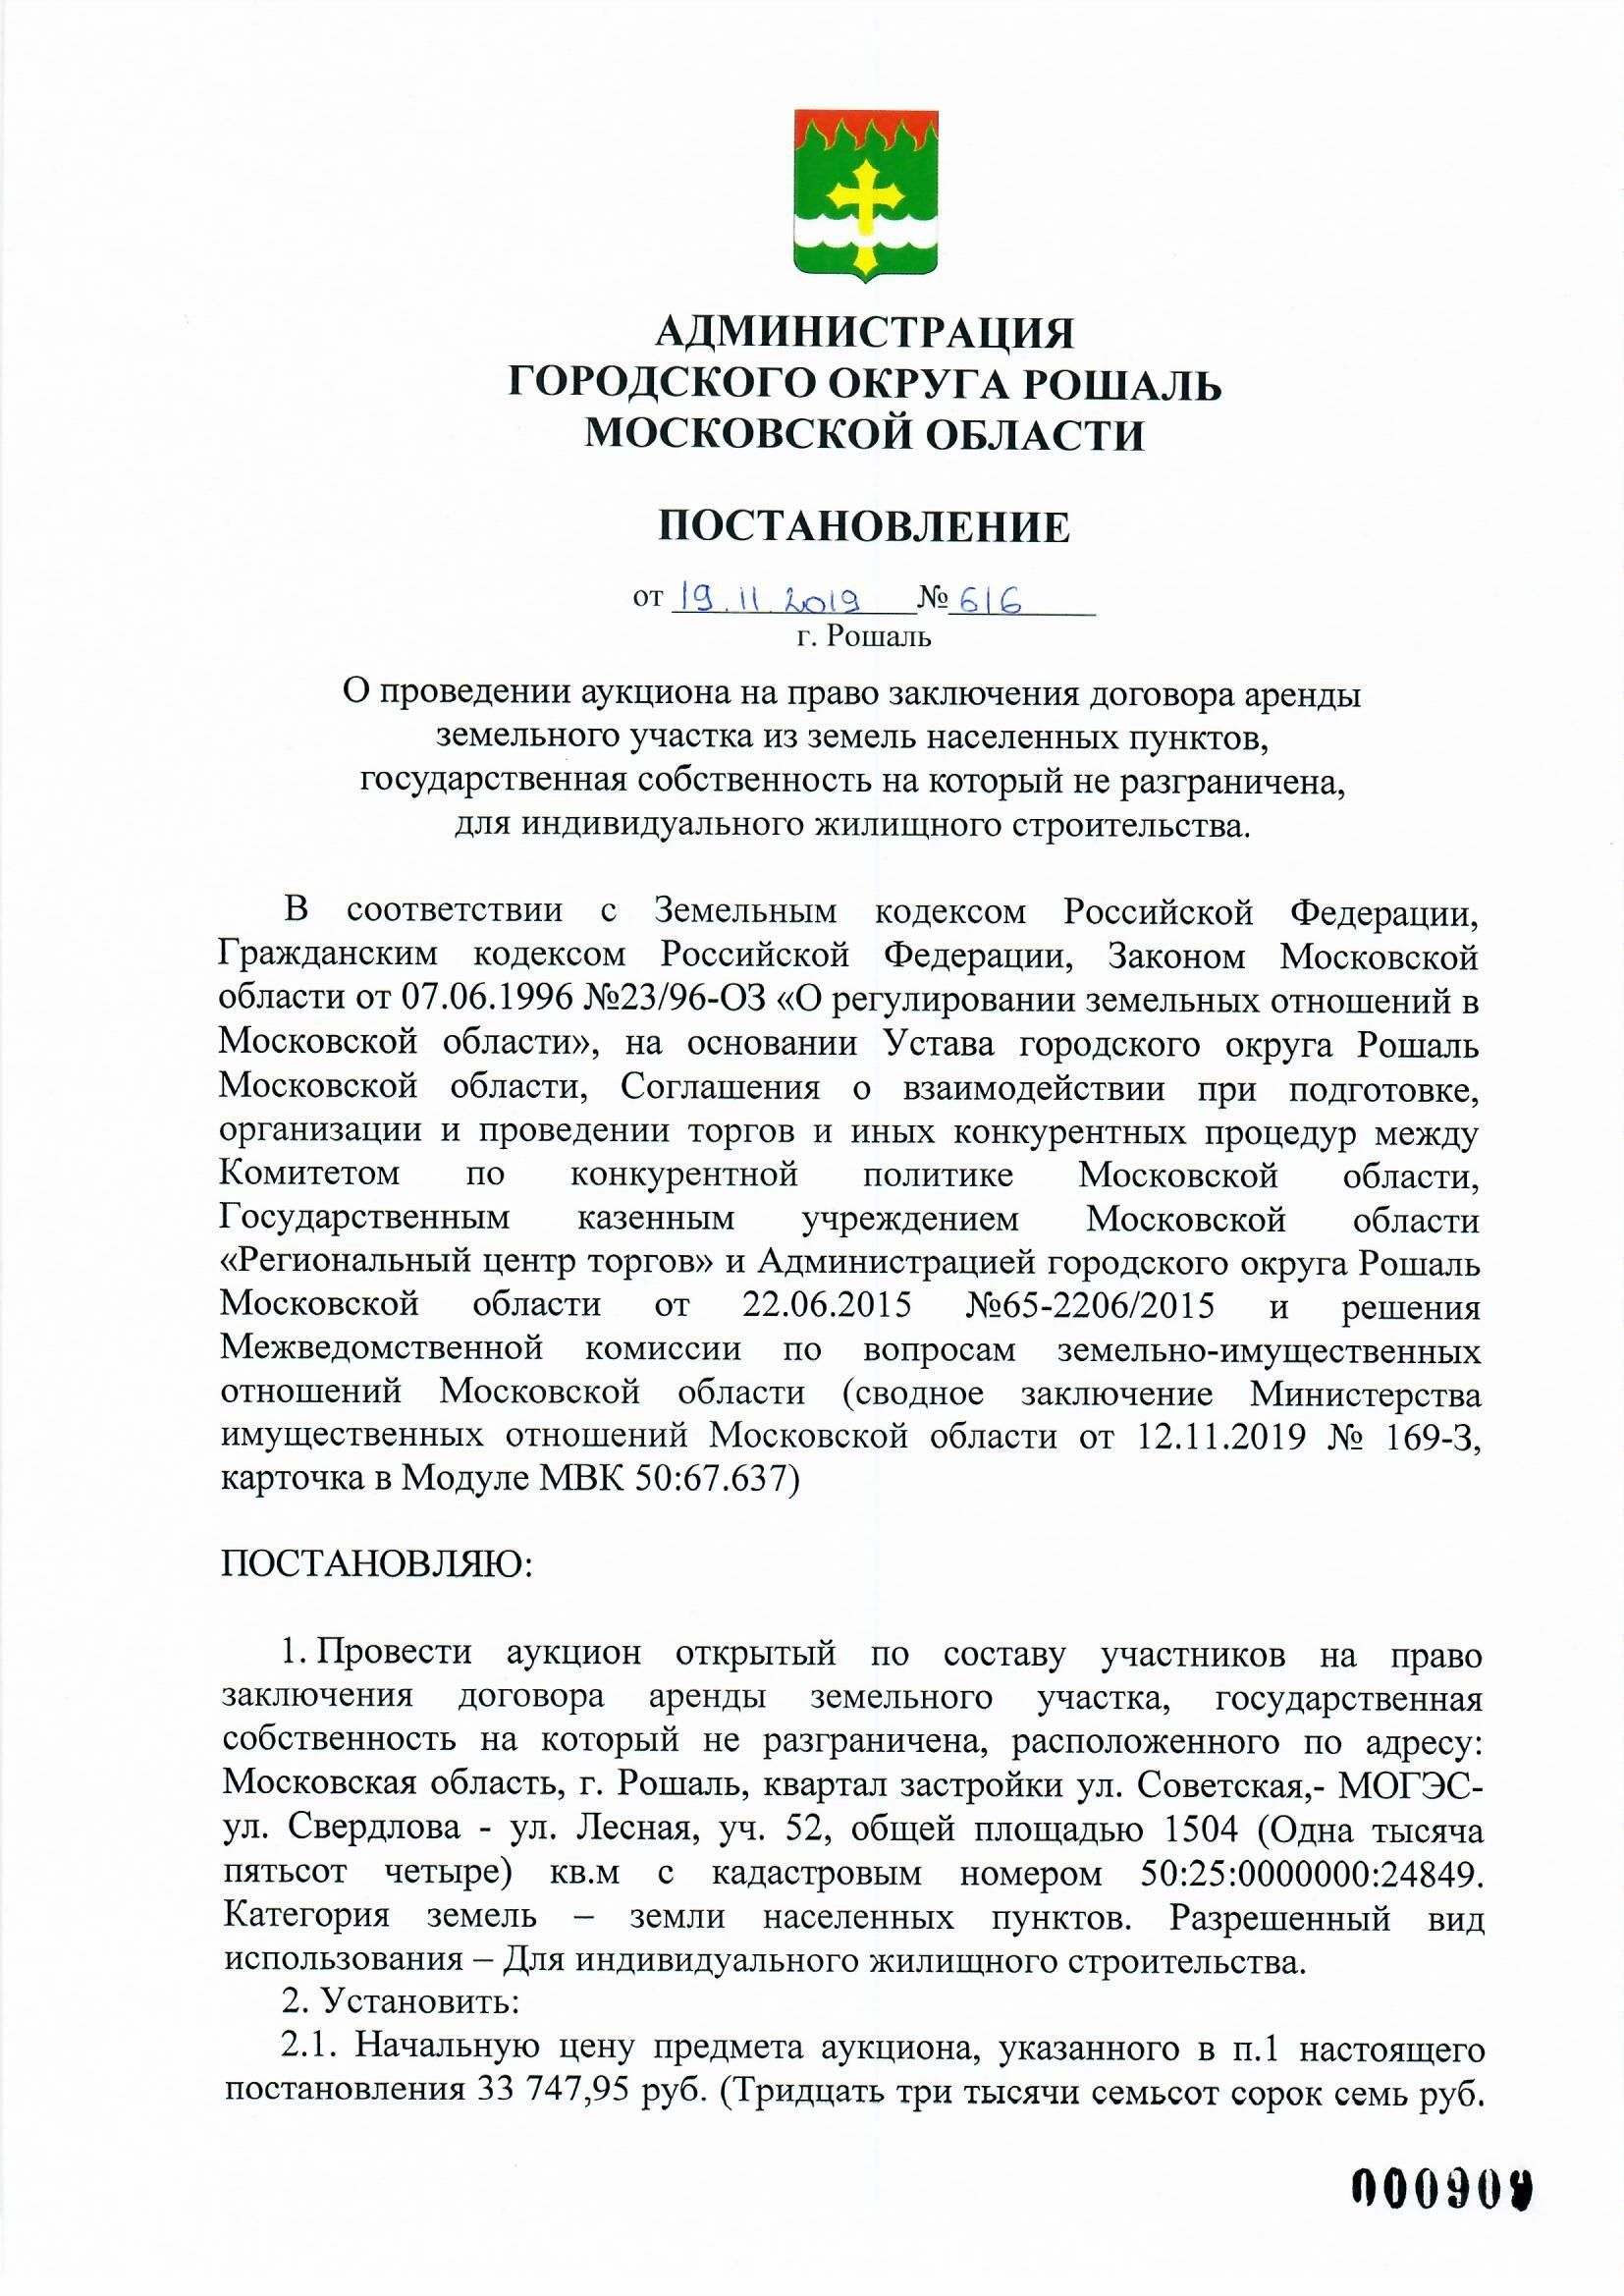 АДМИНИСТРАЦИЯ
ГОРОДСКОГО ОКРУГА РОШАЛЬ
МОСКОВСКОЙ ОБЛАСТИ
ПОСТАНОВЛЕНИЕ
от 19.11.2019 № 616
г. Рошаль
О проведении аукциона на право заключения договора аренды
земельного участка из земель населенных пунктов,
государственная собственность на который не разграничена,
для индивидуального жилищного строительства.
В соответствии с Земельным кодексом Российской Федерации,
Гражданским кодексом Российской Федерации, Законом Московской
области от 07.06.1996 №23/96-ОЗ «О регулировании земельных отношений в
Московской области», на основании Устава городского округа Рошаль
Московской области, Соглашения о взаимодействии при подготовке,
организации и проведении торгов и иных конкурентных процедур между
Комитетом по конкурентной политике Московской области,
Государственным казенным учреждением Московской области
«Региональный центр торгов» и Администрацией городского округа Рошаль
Московской области от 22.06.2015 №65-2206/2015 и решения
Межведомственной комиссии по вопросам земельно-имущественных
отношений Московской области (сводное заключение Министерства
имущественных отношений Московской области от 12.11.2019 № 169-З,
карточка в Модуле МВК 50:67.637)
ПОСТАНОВЛЯЮ:
1. Провести аукцион открытый по составу участников на право
заключения договора аренды земельного участка, государственная
собственность на который не разграничена, расположенного по адресу:
Московская область, г. Рошаль, квартал застройки ул. Советская,- МОГЭС-
ул. Свердлова - ул. Лесная, уч. 52, общей площадью 1504 (Одна тысяча
пятьсот четыре) кв.м с кадастровым номером 50:25:0000000:24849.
Категория земель – земли населенных пунктов. Разрешенный вид
использования – Для индивидуального жилищного строительства.
2. Установить:
2.1. Начальную цену предмета аукциона, указанного в п.1 настоящего
постановления 33 747,95 руб. (Тридцать три тысячи семьсот сорок семь руб.